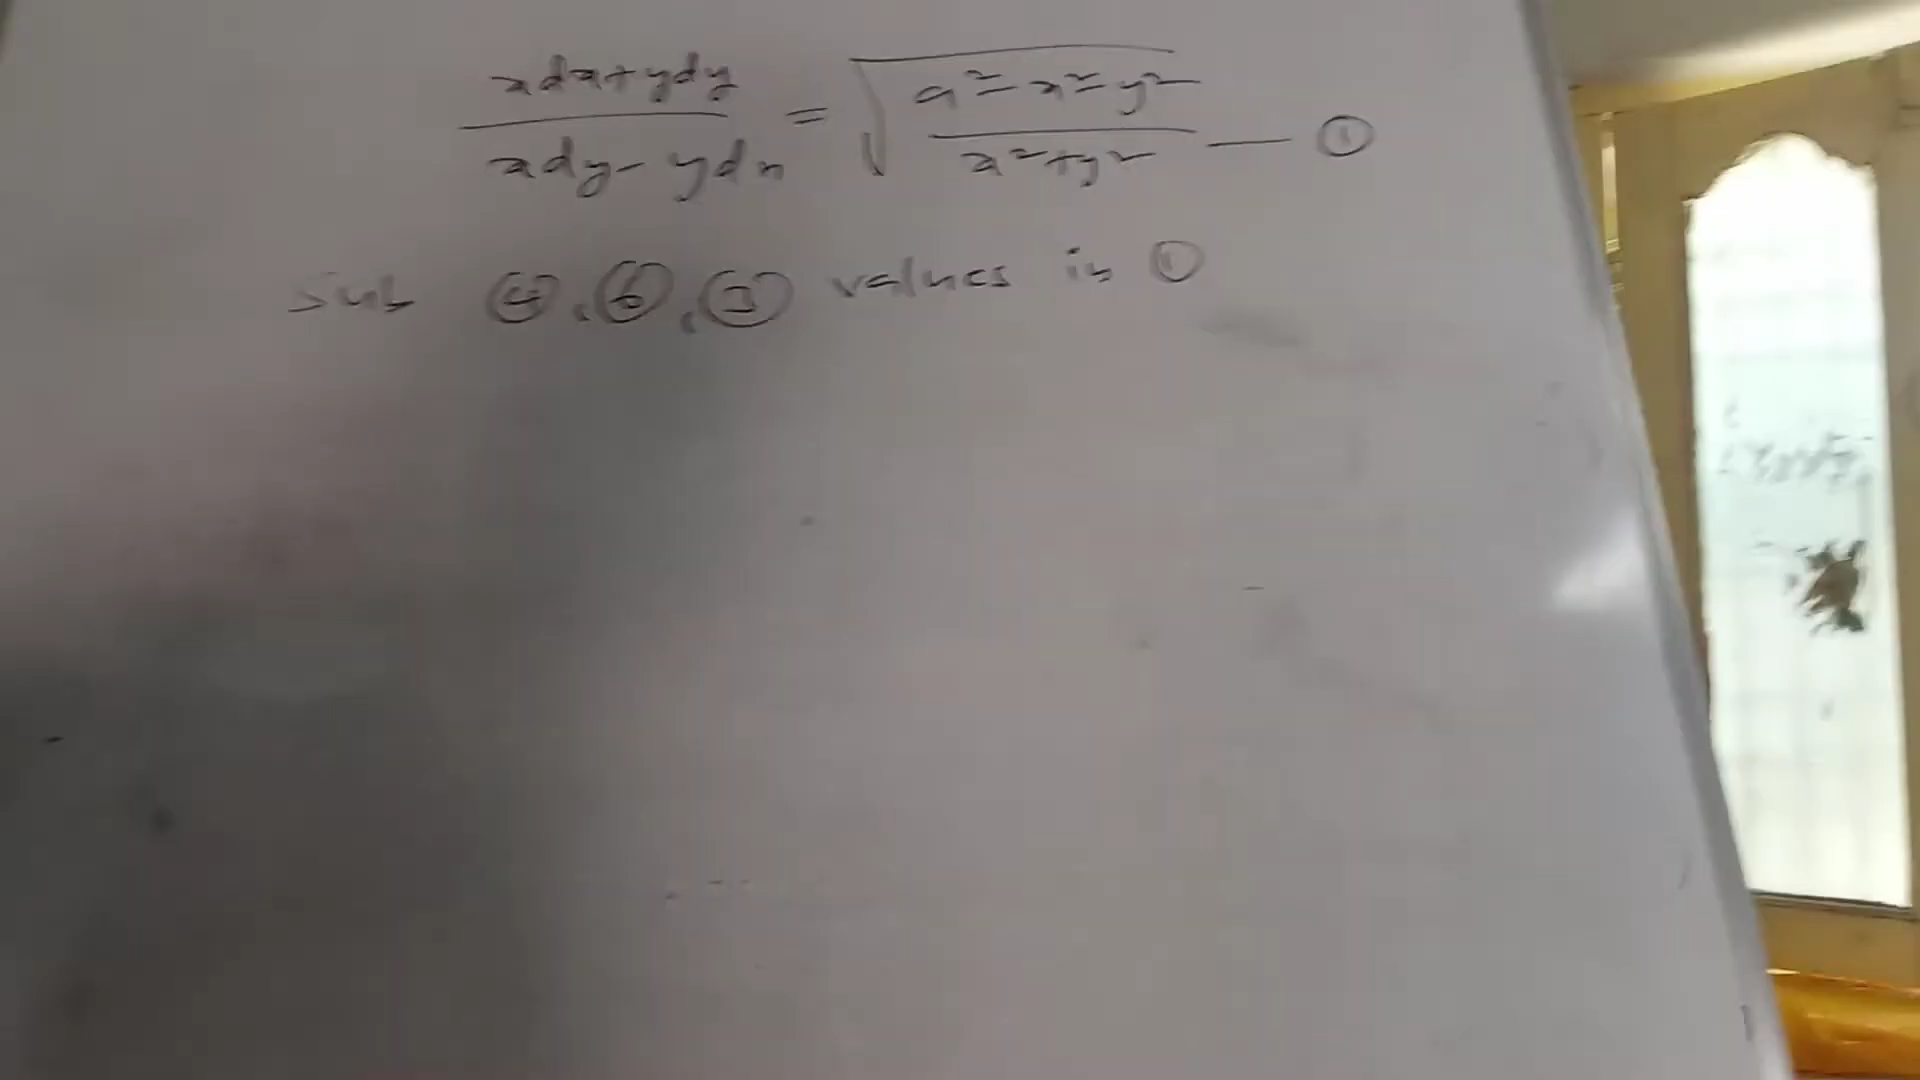 xdx+ydy / xdy-ydx = √(a²-x²-y² / x²+y²) — ①
sub ④, ⑥, ③ values in ①